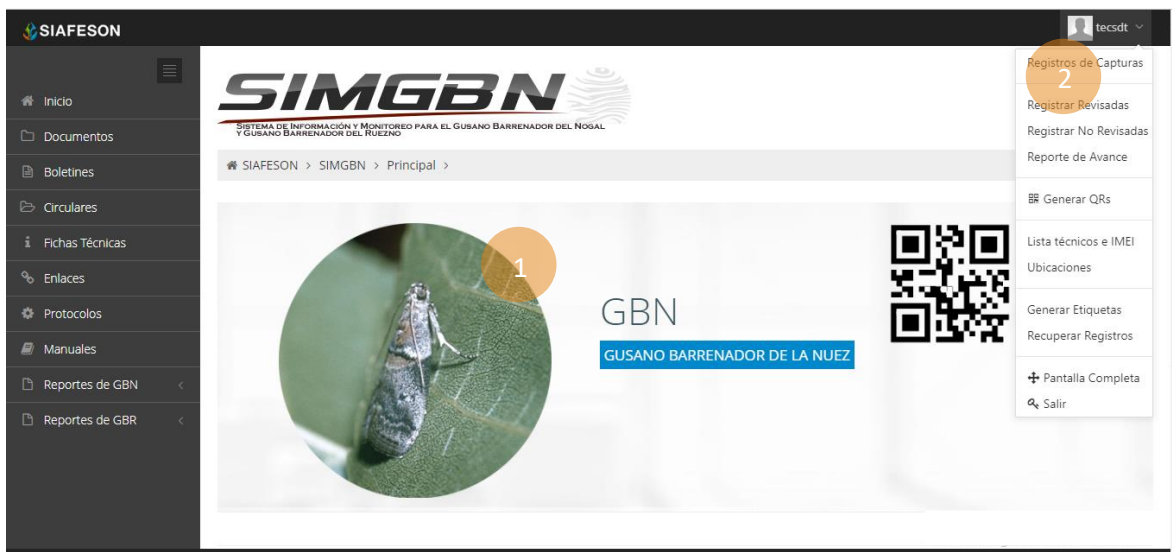 SIAFESON
tecsdt
Inicio
Documentos
Boletines
Circulares
Fichas Técnicas
Enlaces
Protocolos
Manuales
Reportes de GBN
Reportes de GBR
SIMGBN
SISTEMA DE INFORMACIÓN Y MONITOREO PARA EL GUSANO BARRENADOR DEL NOGAL
Y GUSANO BARRENADOR DEL RUEZNO
SIAFESON > SIMGBN > Principal >
1
GBN
GUSANO BARRENADOR DE LA NUEZ
2
Registros de Capturas
Registrar Revisadas
Registrar No Revisadas
Reporte de Avance
Generar QRs
Lista técnicos e IMEI
Ubicaciones
Generar Etiquetas
Recuperar Registros
Pantalla Completa
Salir